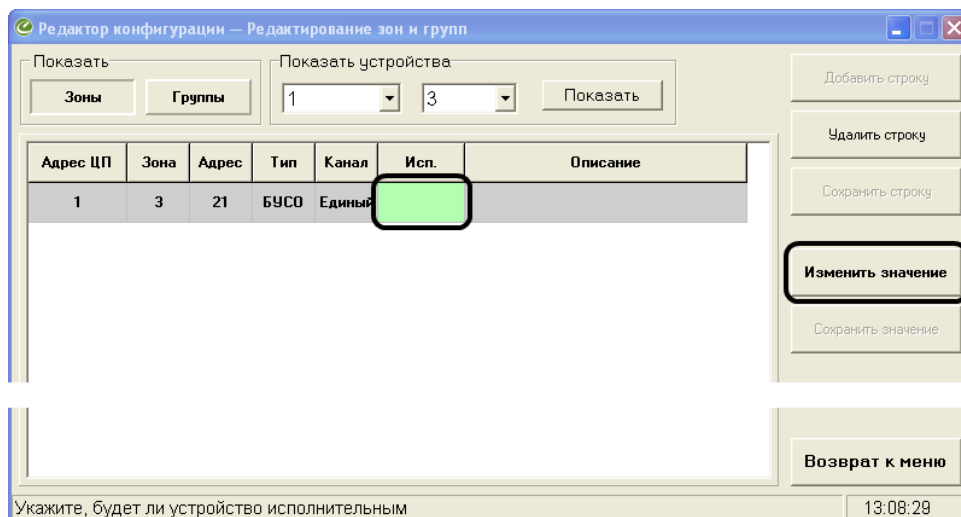 Редактор конфигурации — Редактирование зон и групп
Показать
Показать устройства
Зоны Группы 1 3 Показать
Добавить строку
Удалить строку
Сохранить строку
Изменить значение
Сохранить значение
Адрес ЦП Зона Адрес Тип Канал Исп. Описание
1 3 21 БУСО Единый
Возврат к меню
Укажите, будет ли устройство исполнительным 13:08:29